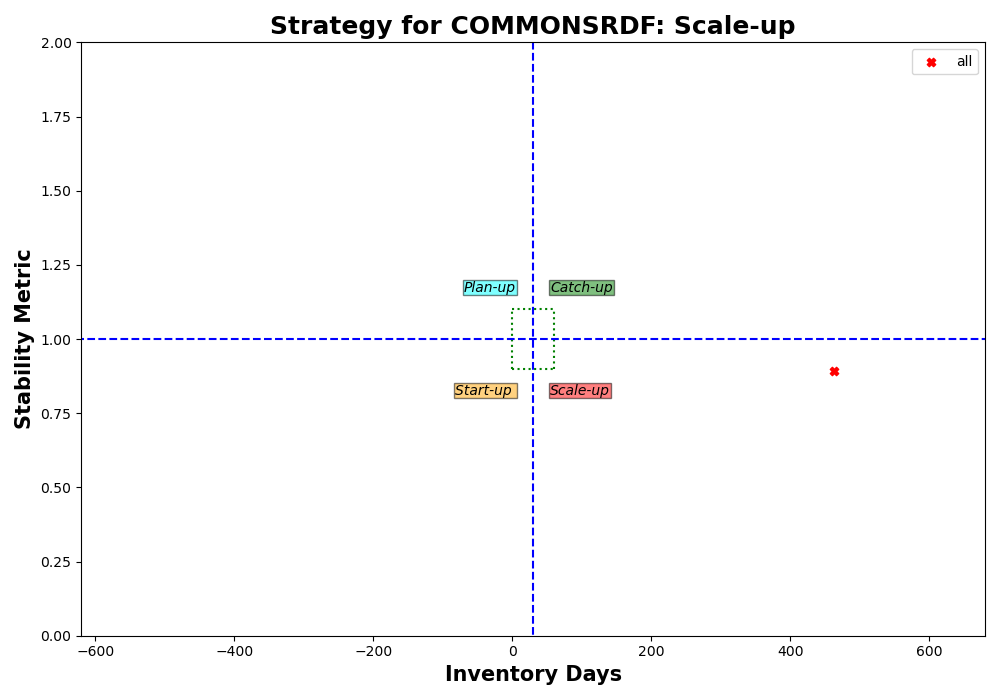 Strategy for COMMONSRDF: Scale-up
all
2.00
1.75
1.50
1.25
1.00
0.75
0.50
0.25
0.00
Stability Metric
Plan-up
Catch-up
Start-up
Scale-up
−600
−400
−200
0
200
400
600
Inventory Days